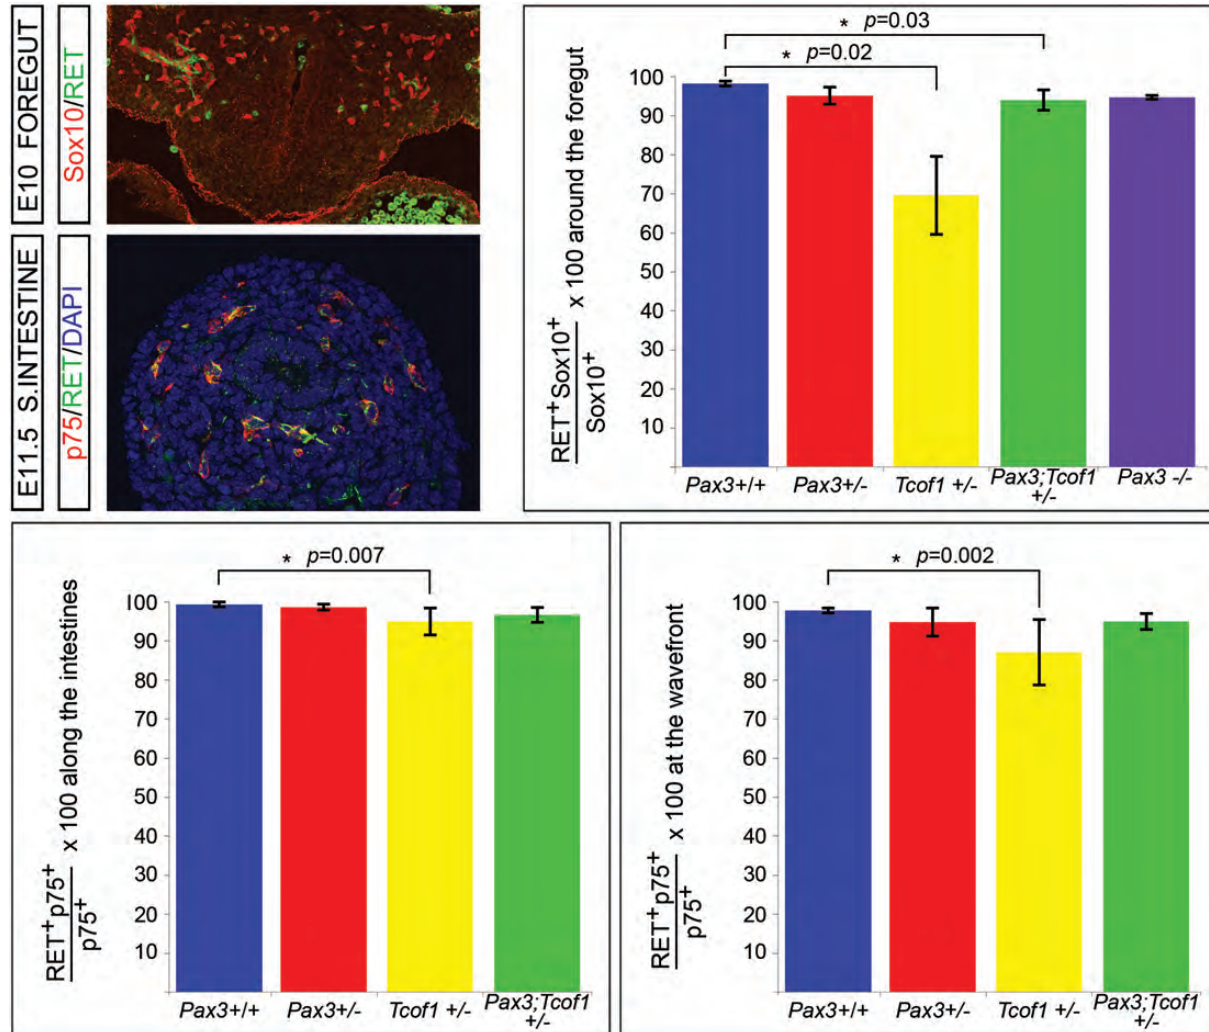 E10 FOREGUT
Sox10/RET
E11.5 S.INTESTINE
p75/RET/DAPI
* p=0.03
* p=0.02
RET+Sox10+
Sox10+
x 100 around the foregut
100
90
80
70
60
50
40
30
20
10
Pax3+/+ Pax3+/- Tcof1 +/- Pax3;Tcof1 +/- Pax3 -/-
* p=0.007
RET+p75+
p75+
x 100 along the intestines
100
90
80
70
60
50
40
30
20
10
Pax3+/+ Pax3+/- Tcof1 +/- Pax3;Tcof1 +/-
* p=0.002
RET+p75+
p75+
x 100 at the wavefront
100
90
80
70
60
50
40
30
20
10
Pax3+/+ Pax3+/- Tcof1 +/- Pax3;Tcof1 +/-